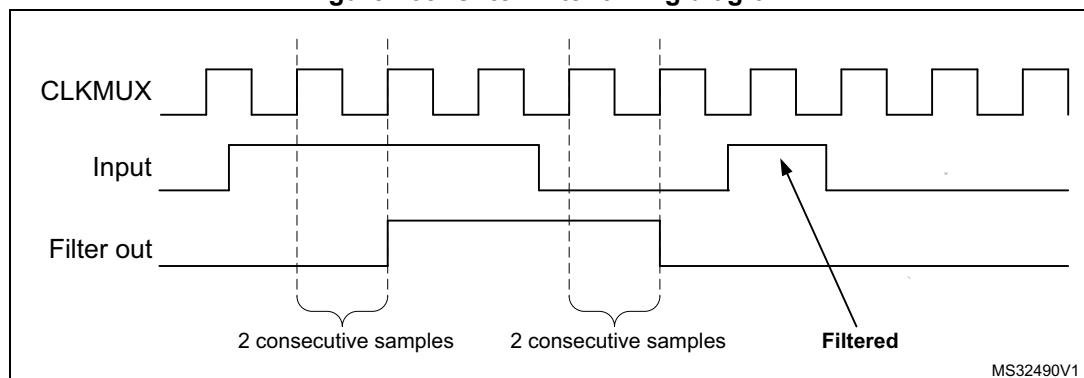 CLKMUX
Input
Filter out
2 consecutive samples
2 consecutive samples
Filtered
MS32490V1